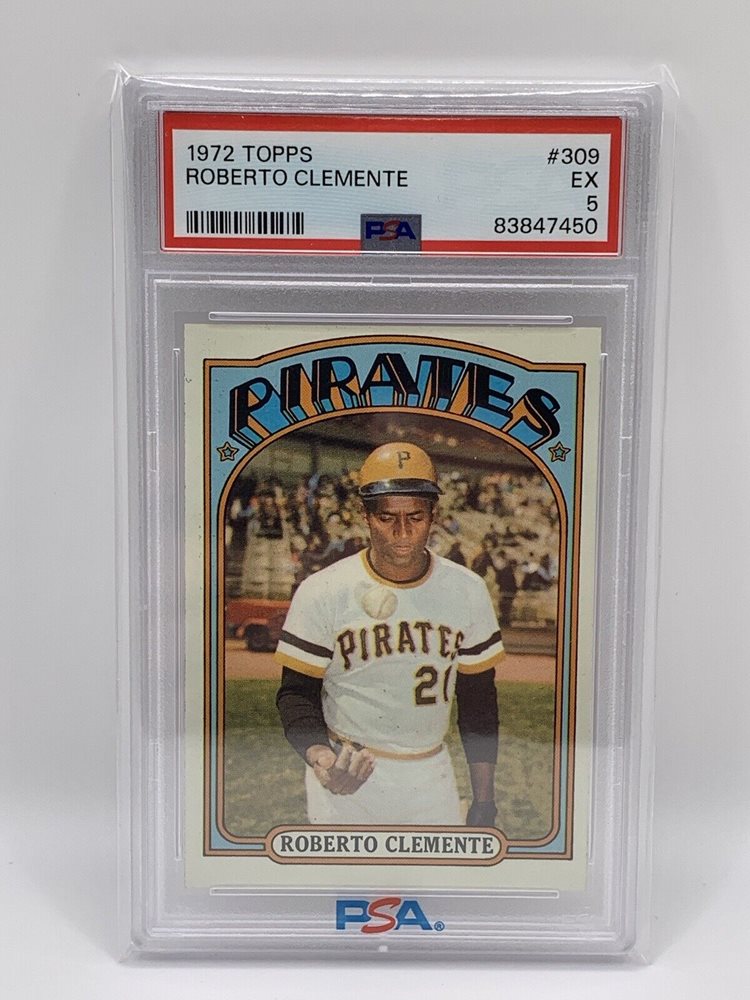 1972 TOPPS #309
ROBERTO CLEMENTE EX
5
PSA 83847450
PIRATES
P
PIRATES
21
ROBERTO CLEMENTE
PSA®